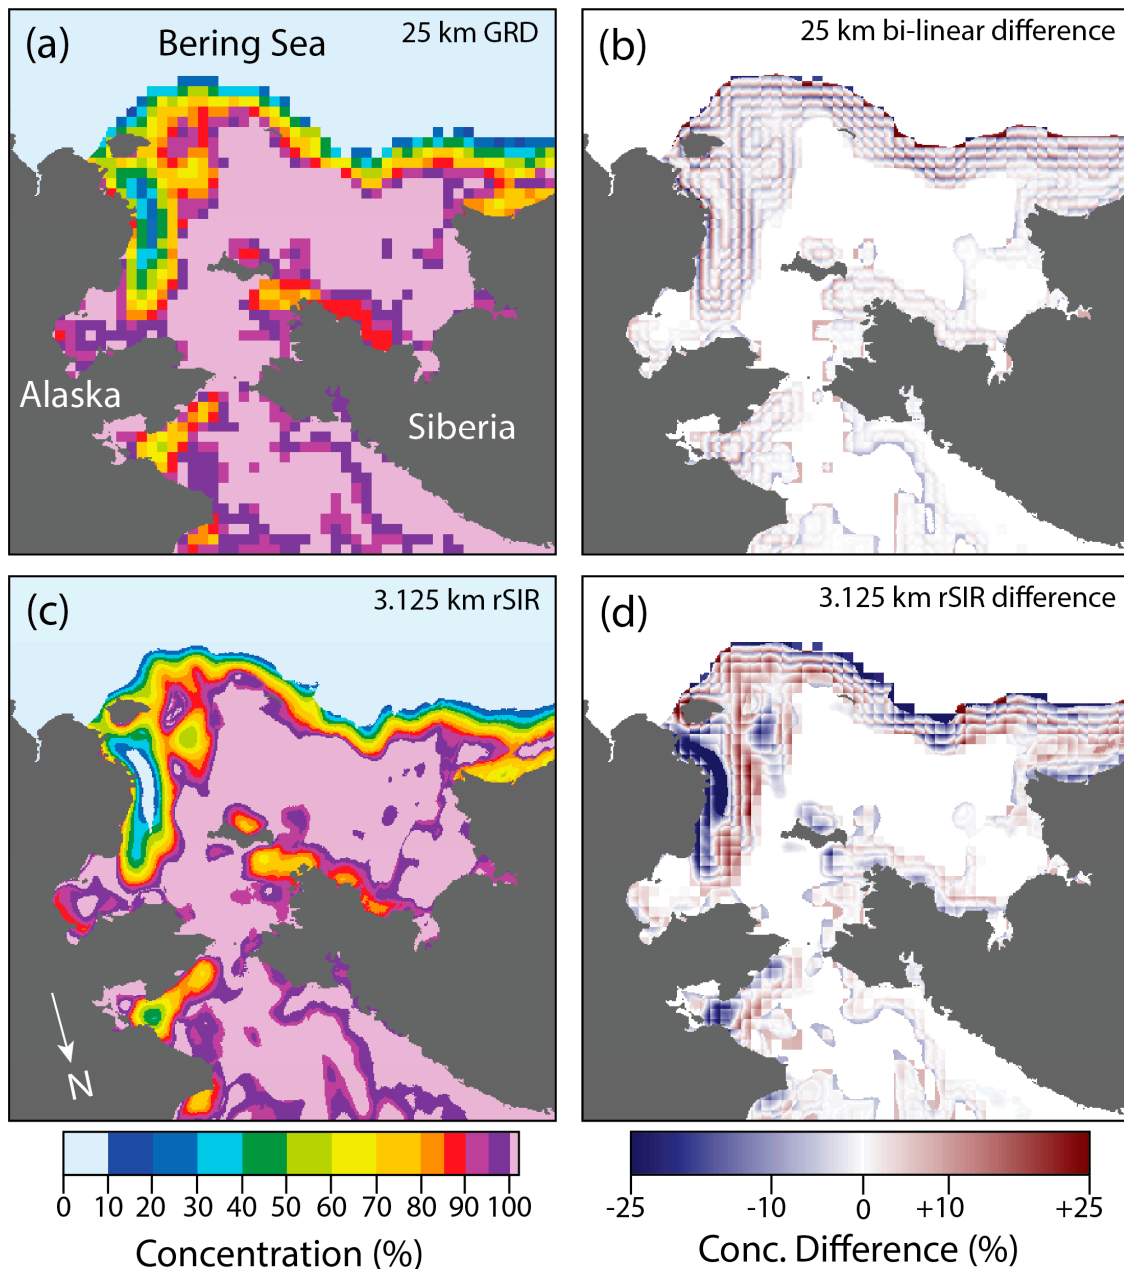 (a)
Bering Sea
25 km GRD
Alaska
Siberia
(b)
25 km bi-linear difference
(c)
3.125 km rSIR
N
(d)
3.125 km rSIR difference
0 10 20 30 40 50 60 70 80 90 100
Concentration (%)
-25 -10 0 +10 +25
Conc. Difference (%)